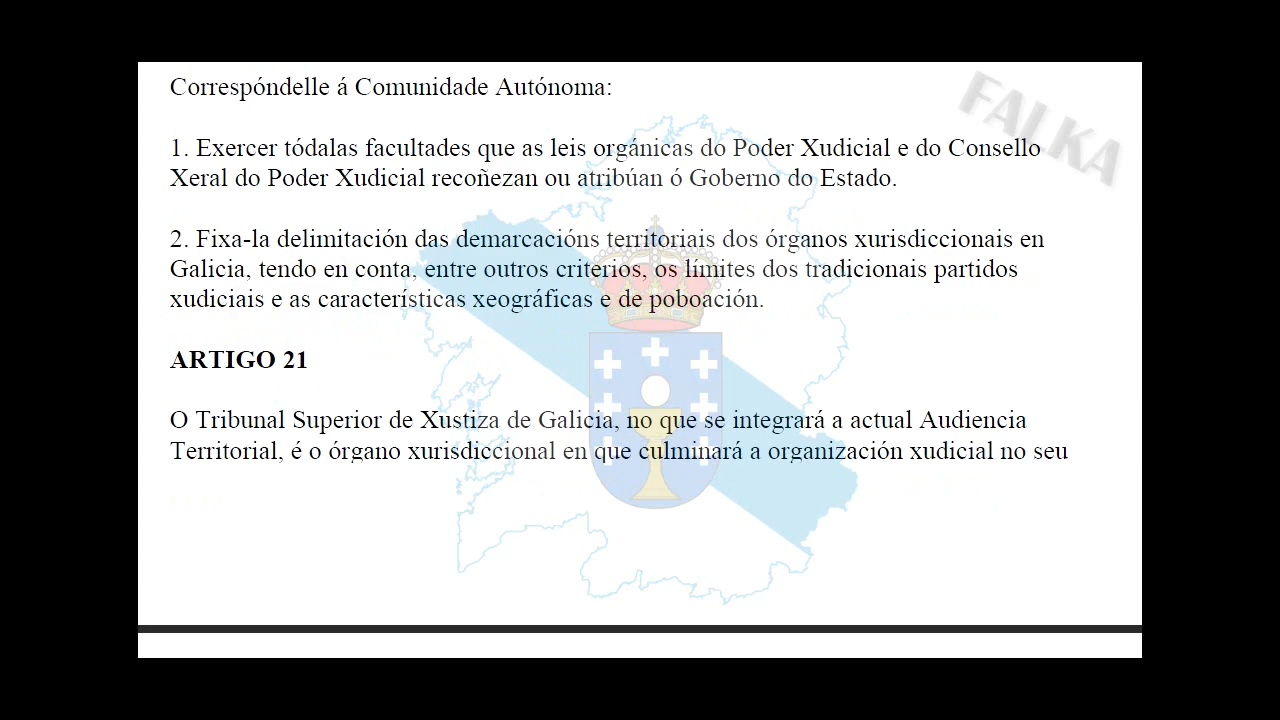 Correspóndelle á Comunidade Autónoma:
FALKA
1. Exercer tódalas facultades que as leis orgánicas do Poder Xudicial e do Consello
Xeral do Poder Xudicial recoñezan ou atribúan ó Goberno do Estado.
2. Fixa-la delimitación das demarcacións territoriais dos órganos xurisdiccionais en
Galicia, tendo en conta, entre outros criterios, os límites dos tradicionais partidos
xudiciais e as características xeográficas e de poboación.
ARTIGO 21
O Tribunal Superior de Xustiza de Galicia, no que se integrará a actual Audiencia
Territorial, é o órgano xurisdiccional en que culminará a organización xudicial no seu